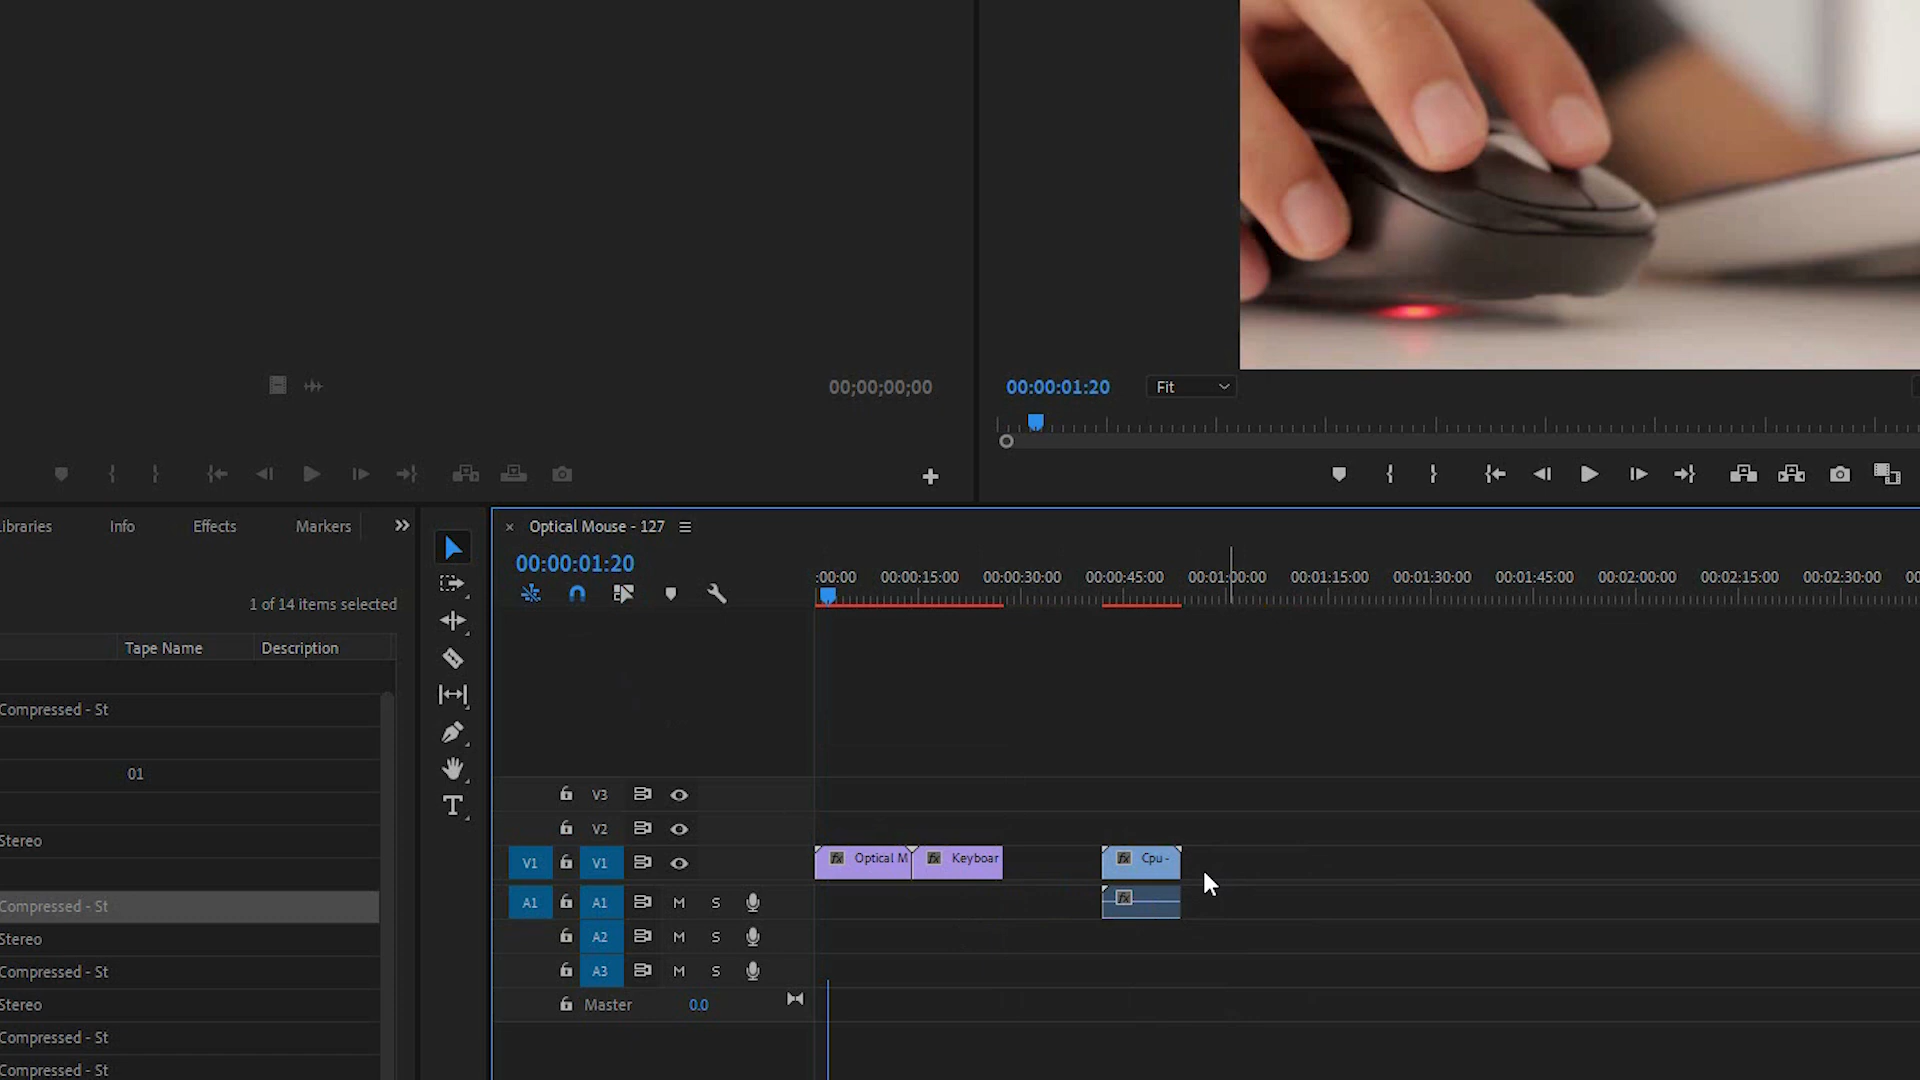 00;00;00;00
00:00:01:20
Fit
ibraries
Info
Effects
Markers
Optical Mouse - 127
00:00:01:20
:00:00
00:00:15:00
00:00:30:00
00:00:45:00
00:01:00:00
00:01:15:00
00:01:30:00
00:01:45:00
00:02:00:00
00:02:15:00
00:02:30:00
00
1 of 14 items selected
Tape Name
Description
Compressed - St
01
Stereo
Compressed - St
Stereo
Compressed - St
Stereo
Compressed - St
Compressed - St
V3
V2
V1 V1
Optical M
Keyboar
Cpu -
A1 A1 M S
A2 M S
A3 M S
Master 0.0